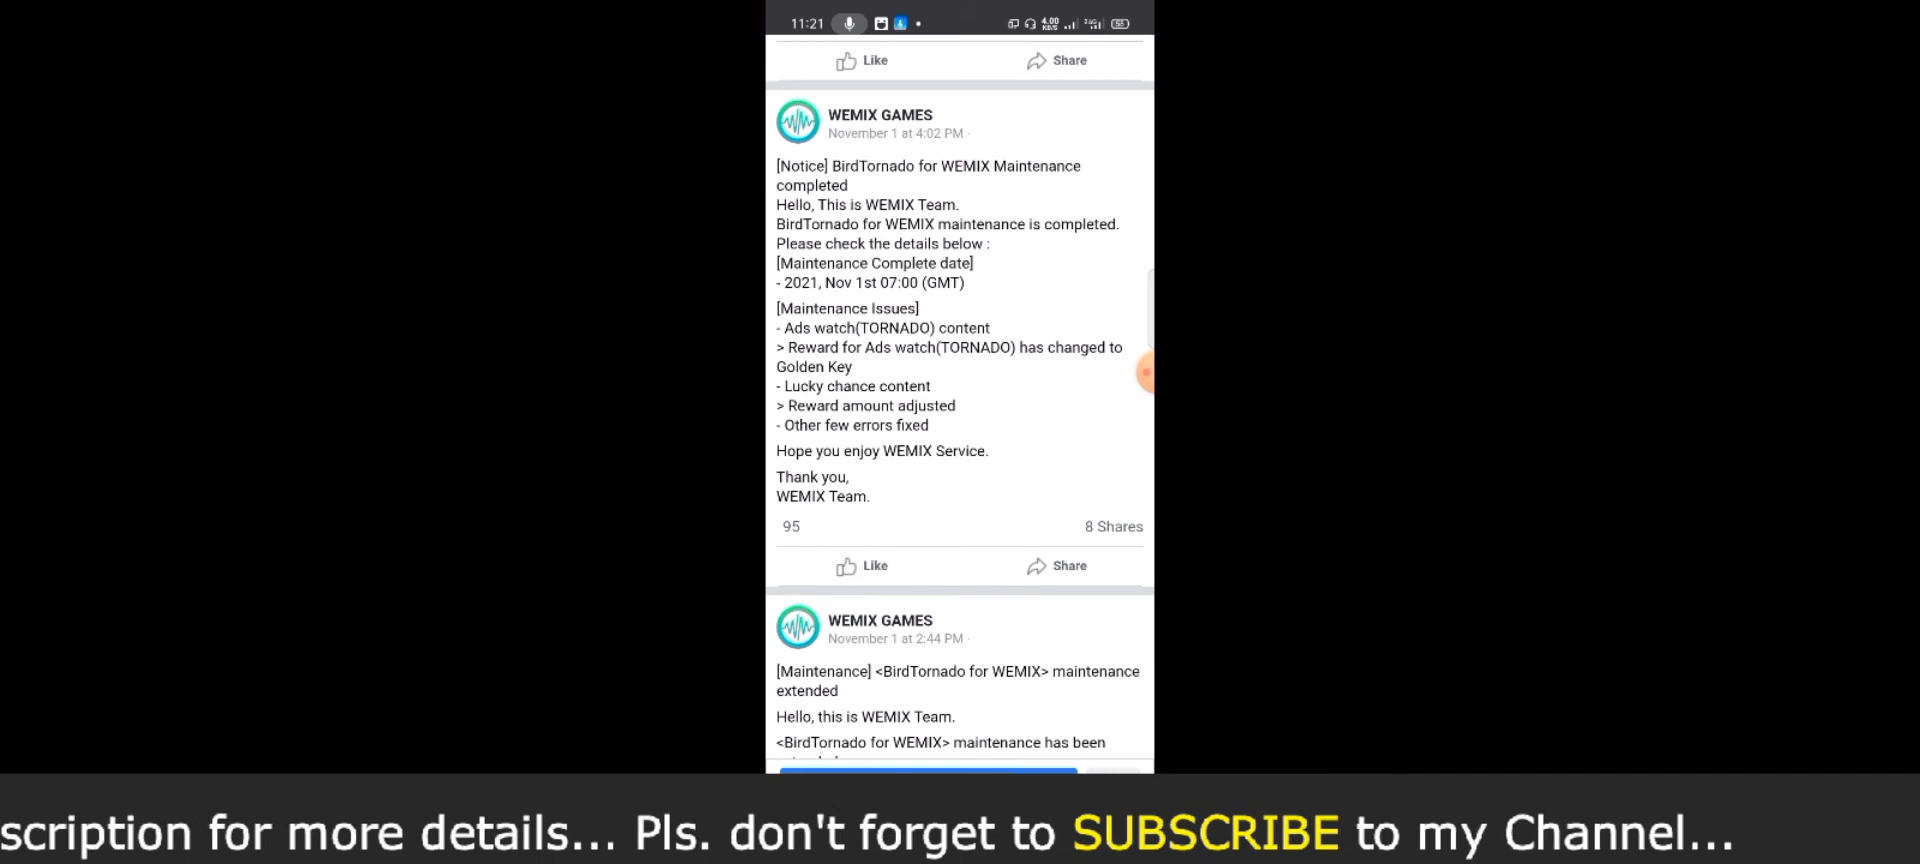 11:21
4.00
KB/S
55
Like
Share
WEMIX GAMES
November 1 at 4:02 PM ·
[Notice] BirdTornado for WEMIX Maintenance
completed
Hello, This is WEMIX Team.
BirdTornado for WEMIX maintenance is completed.
Please check the details below :
[Maintenance Complete date]
- 2021, Nov 1st 07:00 (GMT)
[Maintenance Issues]
- Ads watch(TORNADO) content
> Reward for Ads watch(TORNADO) has changed to
Golden Key
- Lucky chance content
> Reward amount adjusted
- Other few errors fixed
Hope you enjoy WEMIX Service.
Thank you,
WEMIX Team.
95
8 Shares
Like
Share
WEMIX GAMES
November 1 at 2:44 PM ·
[Maintenance] <BirdTornado for WEMIX> maintenance
extended
Hello, this is WEMIX Team.
<BirdTornado for WEMIX> maintenance has been
scription for more details... Pls. don't forget to SUBSCRIBE to my Channel...